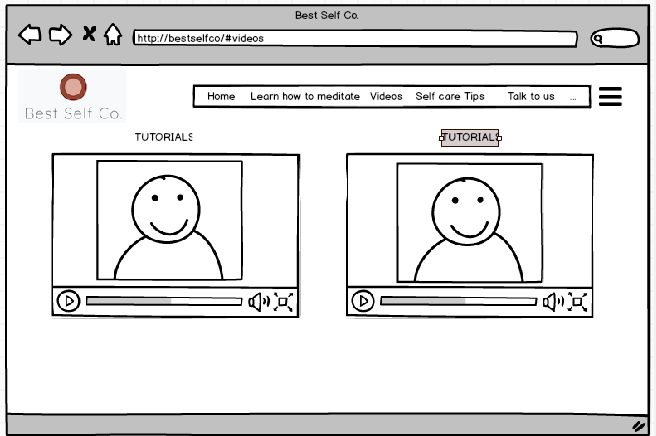 Best Self Co.
http://bestselfco/#videos
Best Self Co.
Home Learn how to meditate Videos Self care Tips Talk to us ...
TUTORIALS TUTORIALS